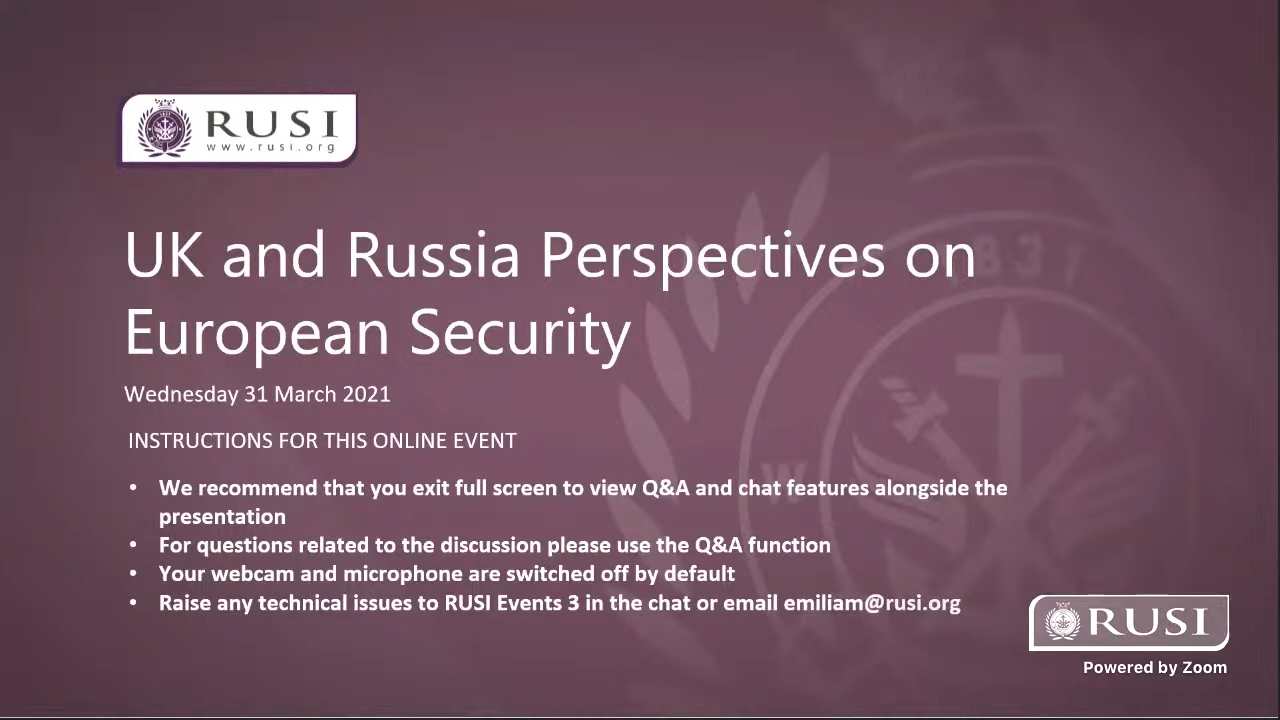 RUSI
www.rusi.org
UK and Russia Perspectives on
European Security
Wednesday 31 March 2021
INSTRUCTIONS FOR THIS ONLINE EVENT
• We recommend that you exit full screen to view Q&A and chat features alongside the
presentation
• For questions related to the discussion please use the Q&A function
• Your webcam and microphone are switched off by default
• Raise any technical issues to RUSI Events 3 in the chat or email emiliam@rusi.org
RUSI
Powered by Zoom
1831
W